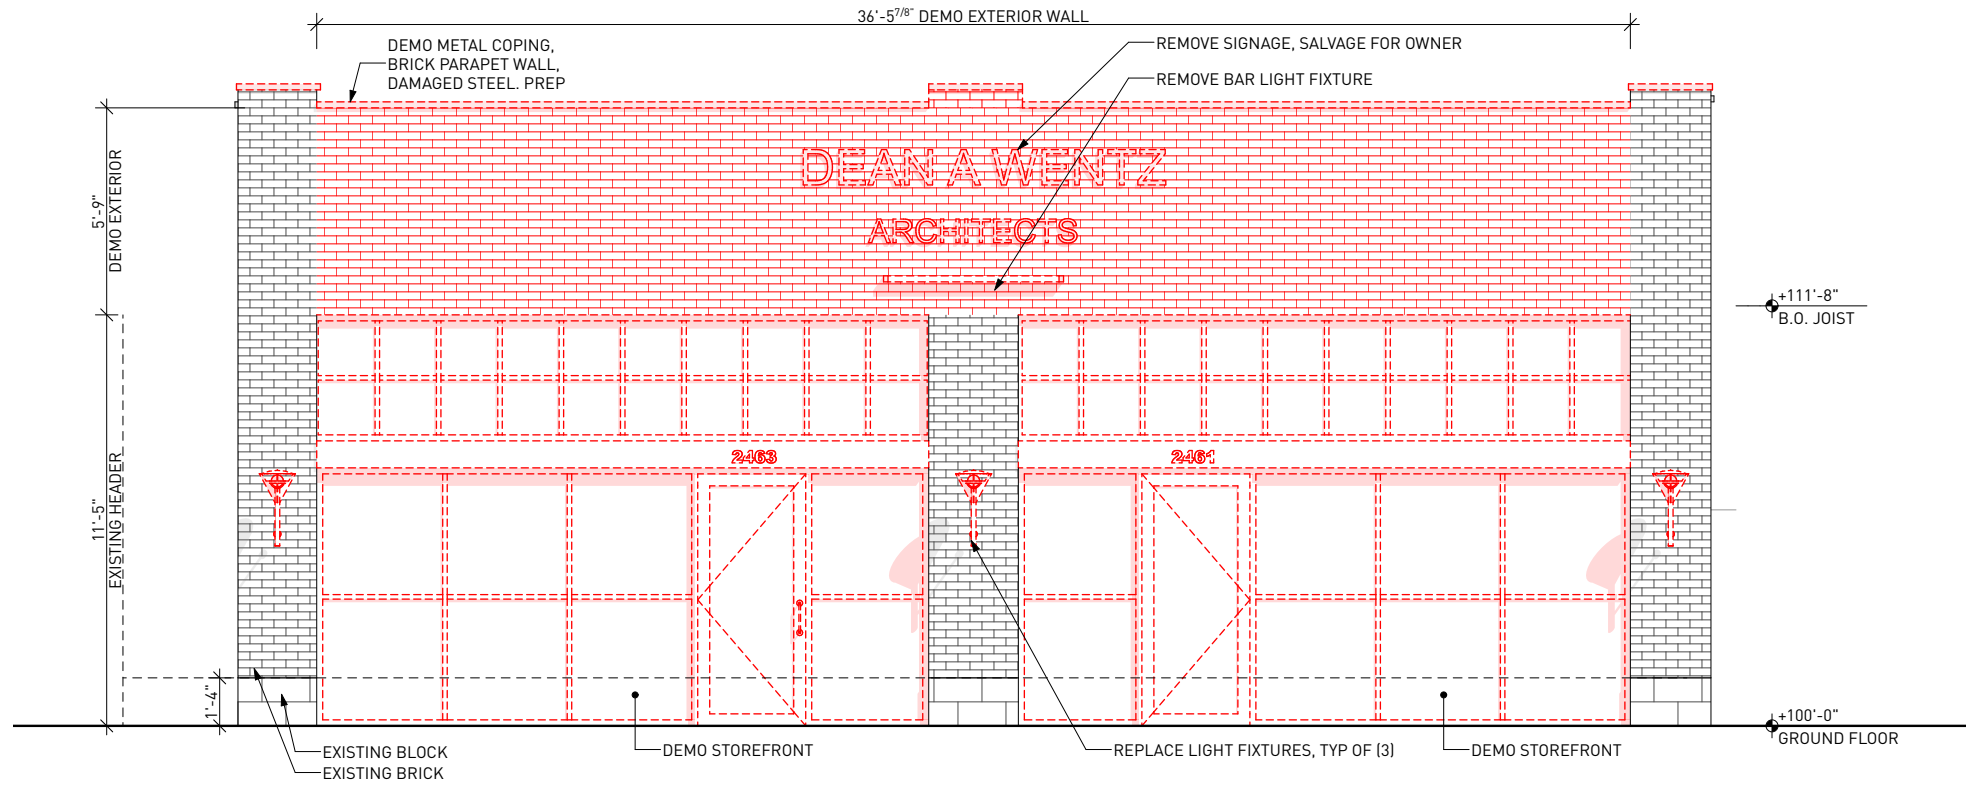 36'-5 7/8" DEMO EXTERIOR WALL
DEMO METAL COPING,
BRICK PARAPET WALL,
DAMAGED STEEL. PREP
REMOVE SIGNAGE, SALVAGE FOR OWNER
REMOVE BAR LIGHT FIXTURE
5'-9"
DEMO EXTERIOR
DEAN A WENTZ
ARCHITECTS
+111'-8"
B.O. JOIST
2463
2461
11'-5"
EXISTING HEADER
1'-4"
+100'-0"
GROUND FLOOR
EXISTING BLOCK
EXISTING BRICK
DEMO STOREFRONT
REPLACE LIGHT FIXTURES, TYP OF (3)
DEMO STOREFRONT